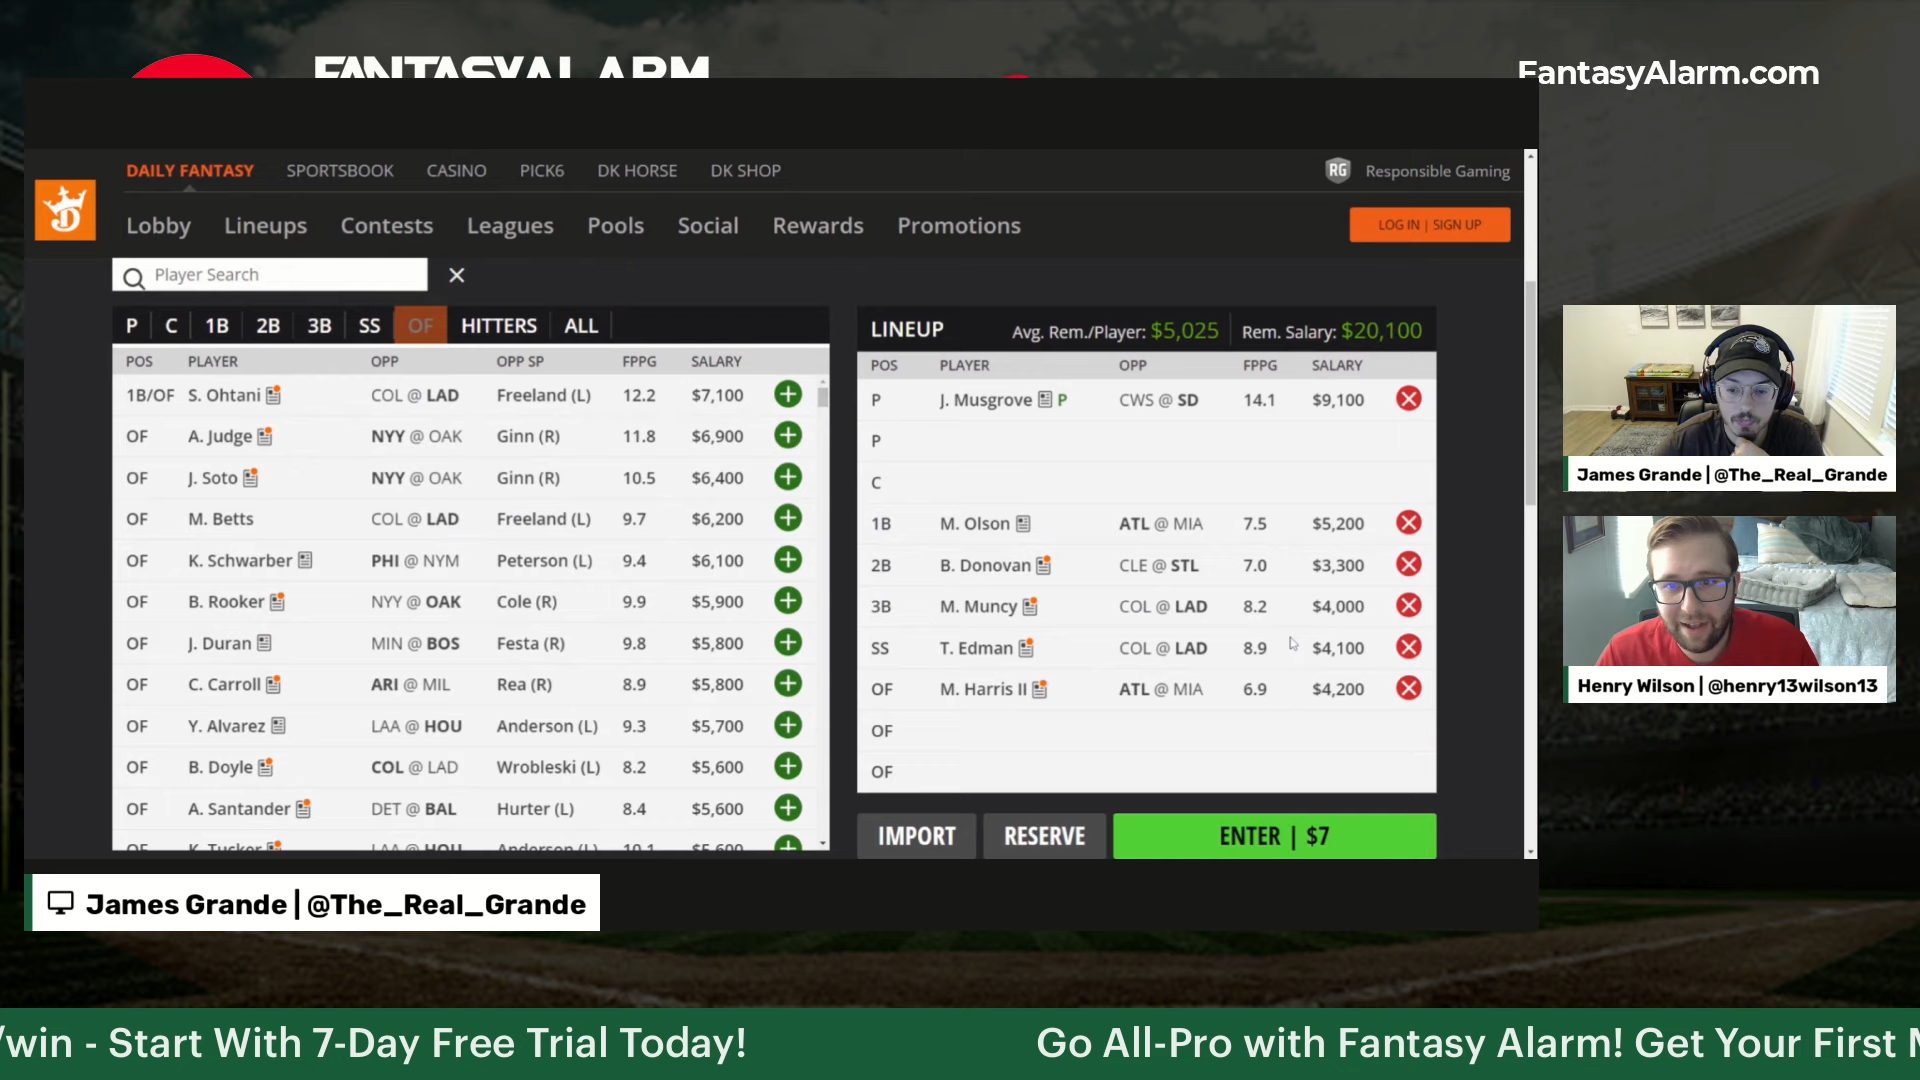 FANTASYALARM
FantasyAlarm.com
DAILY FANTASY SPORTSBOOK CASINO PICK6 DK HORSE DK SHOP
RG Responsible Gaming
Lobby Lineups Contests Leagues Pools Social Rewards Promotions
LOG IN | SIGN UP
Player Search
P C 1B 2B 3B SS OF HITTERS ALL
POS PLAYER OPP OPP SP FPPG SALARY
1B/OF S. Ohtani COL @ LAD Freeland (L) 12.2 $7,100
OF A. Judge NYY @ OAK Ginn (R) 11.8 $6,900
OF J. Soto NYY @ OAK Ginn (R) 10.5 $6,400
OF M. Betts COL @ LAD Freeland (L) 9.7 $6,200
OF K. Schwarber PHI @ NYM Peterson (L) 9.4 $6,100
OF B. Rooker NYY @ OAK Cole (R) 9.9 $5,900
OF J. Duran MIN @ BOS Festa (R) 9.8 $5,800
OF C. Carroll ARI @ MIL Rea (R) 8.9 $5,800
OF Y. Alvarez LAA @ HOU Anderson (L) 9.3 $5,700
OF B. Doyle COL @ LAD Wrobleski (L) 8.2 $5,600
OF A. Santander DET @ BAL Hurter (L) 8.4 $5,600
OF K. Tucker LAA @ HOU Anderson (L) 10.1 $5,600
LINEUP Avg. Rem./Player: $5,025 Rem. Salary: $20,100
POS PLAYER OPP FPPG SALARY
P J. Musgrove P CWS @ SD 14.1 $9,100
P
C
1B M. Olson ATL @ MIA 7.5 $5,200
2B B. Donovan CLE @ STL 7.0 $3,300
3B M. Muncy COL @ LAD 8.2 $4,000
SS T. Edman COL @ LAD 8.9 $4,100
OF M. Harris II ATL @ MIA 6.9 $4,200
OF
OF
IMPORT RESERVE ENTER | $7
James Grande | @The_Real_Grande
Henry Wilson | @henry13wilson13
James Grande | @The_Real_Grande
/win - Start With 7-Day Free Trial Today! Go All-Pro with Fantasy Alarm! Get Your First M